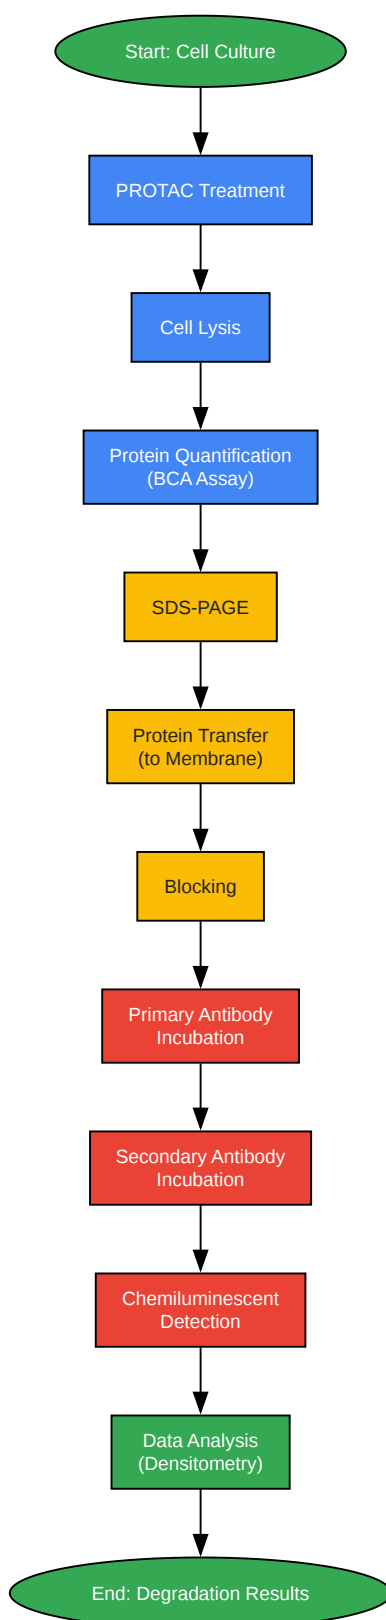 Start: Cell Culture
PROTAC Treatment
Cell Lysis
Protein Quantification
(BCA Assay)
SDS-PAGE
Protein Transfer
(to Membrane)
Blocking
Primary Antibody
Incubation
Secondary Antibody
Incubation
Chemiluminescent
Detection
Data Analysis
(Densitometry)
End: Degradation Results